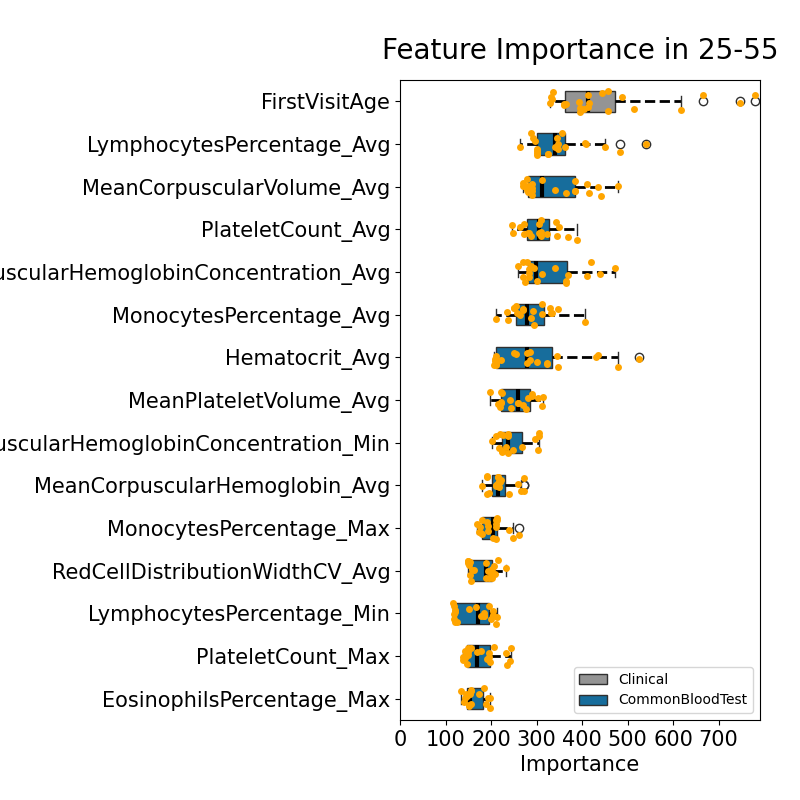 Feature Importance in 25-55
FirstVisitAge
LymphocytesPercentage_Avg
MeanCorpuscularVolume_Avg
PlateletCount_Avg
uscularHemoglobinConcentration_Avg
MonocytesPercentage_Avg
Hematocrit_Avg
MeanPlateletVolume_Avg
uscularHemoglobinConcentration_Min
MeanCorpuscularHemoglobin_Avg
MonocytesPercentage_Max
RedCellDistributionWidthCV_Avg
LymphocytesPercentage_Min
PlateletCount_Max
EosinophilsPercentage_Max
Clinical
CommonBloodTest
0 100 200 300 400 500 600 700
Importance